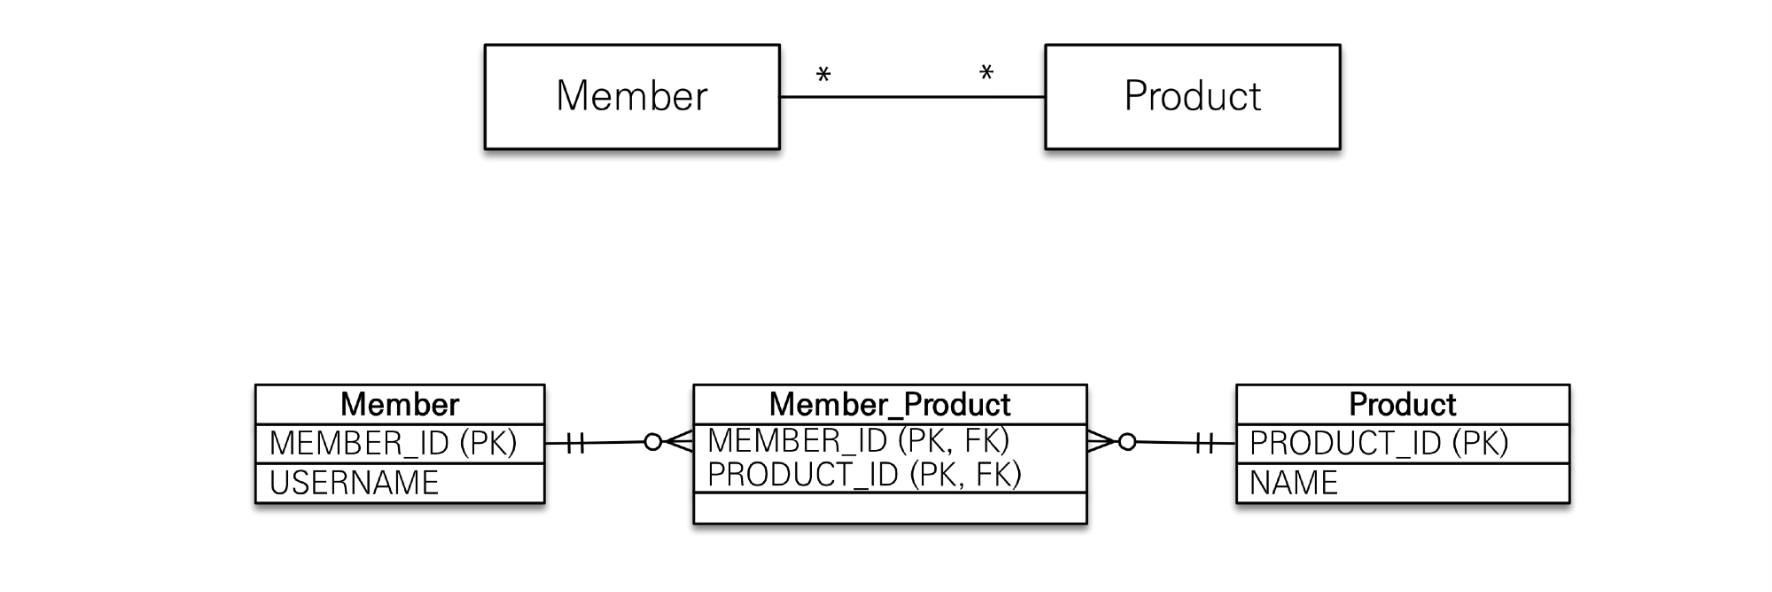 Member
*
*
Product
Member
MEMBER_ID (PK)
USERNAME
Member_Product
MEMBER_ID (PK, FK)
PRODUCT_ID (PK, FK)
Product
PRODUCT_ID (PK)
NAME